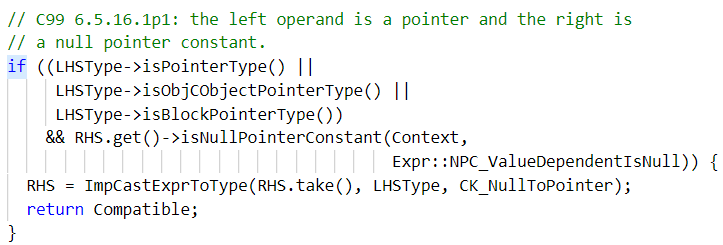 // C99 6.5.16.1p1: the left operand is a pointer and the right is
// a null pointer constant.
if ((LHSType->isPointerType() ||
LHSType->isObjCObjectPointerType() ||
LHSType->isBlockPointerType())
&& RHS.get()->isNullPointerConstant(Context,
Expr::NPC_ValueDependentIsNull)) {
RHS = ImpCastExprToType(RHS.take(), LHSType, CK_NullToPointer);
return Compatible;
}